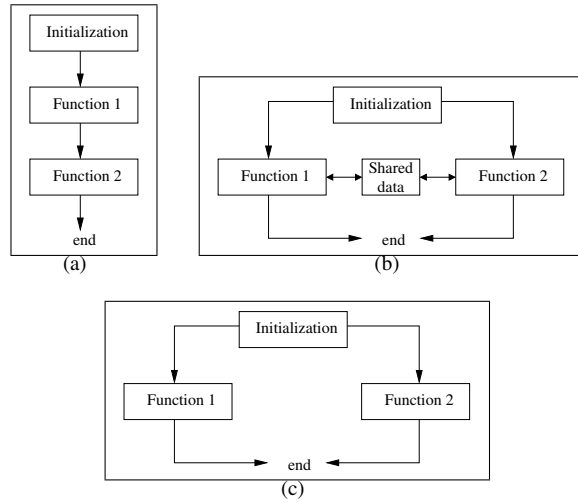 Initialization
Function 1
Function 2
end
(a)
Initialization
Function 1
Shared
data
Function 2
end
(b)
Initialization
Function 1
Function 2
end
(c)